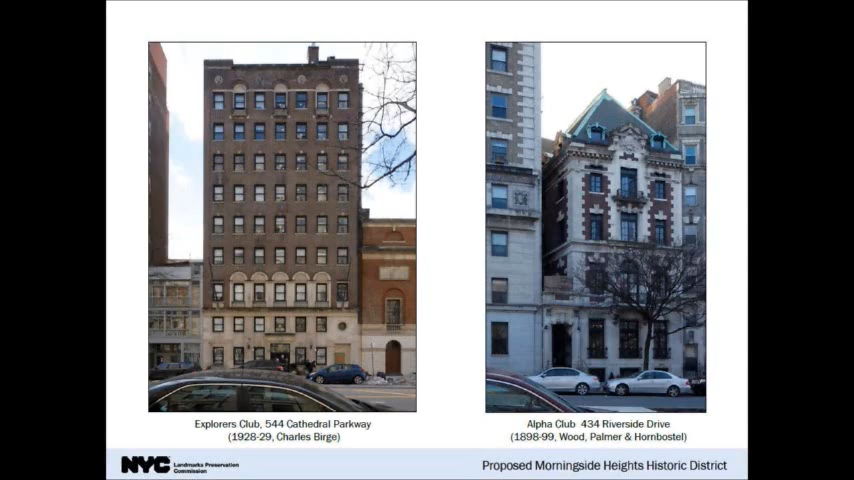 Explorers Club, 544 Cathedral Parkway
(1928-29, Charles Birge)
Alpha Club 434 Riverside Drive
(1898-99, Wood, Palmer & Hornbostel)
NYC Landmarks Preservation
Commission
Proposed Morningside Heights Historic District